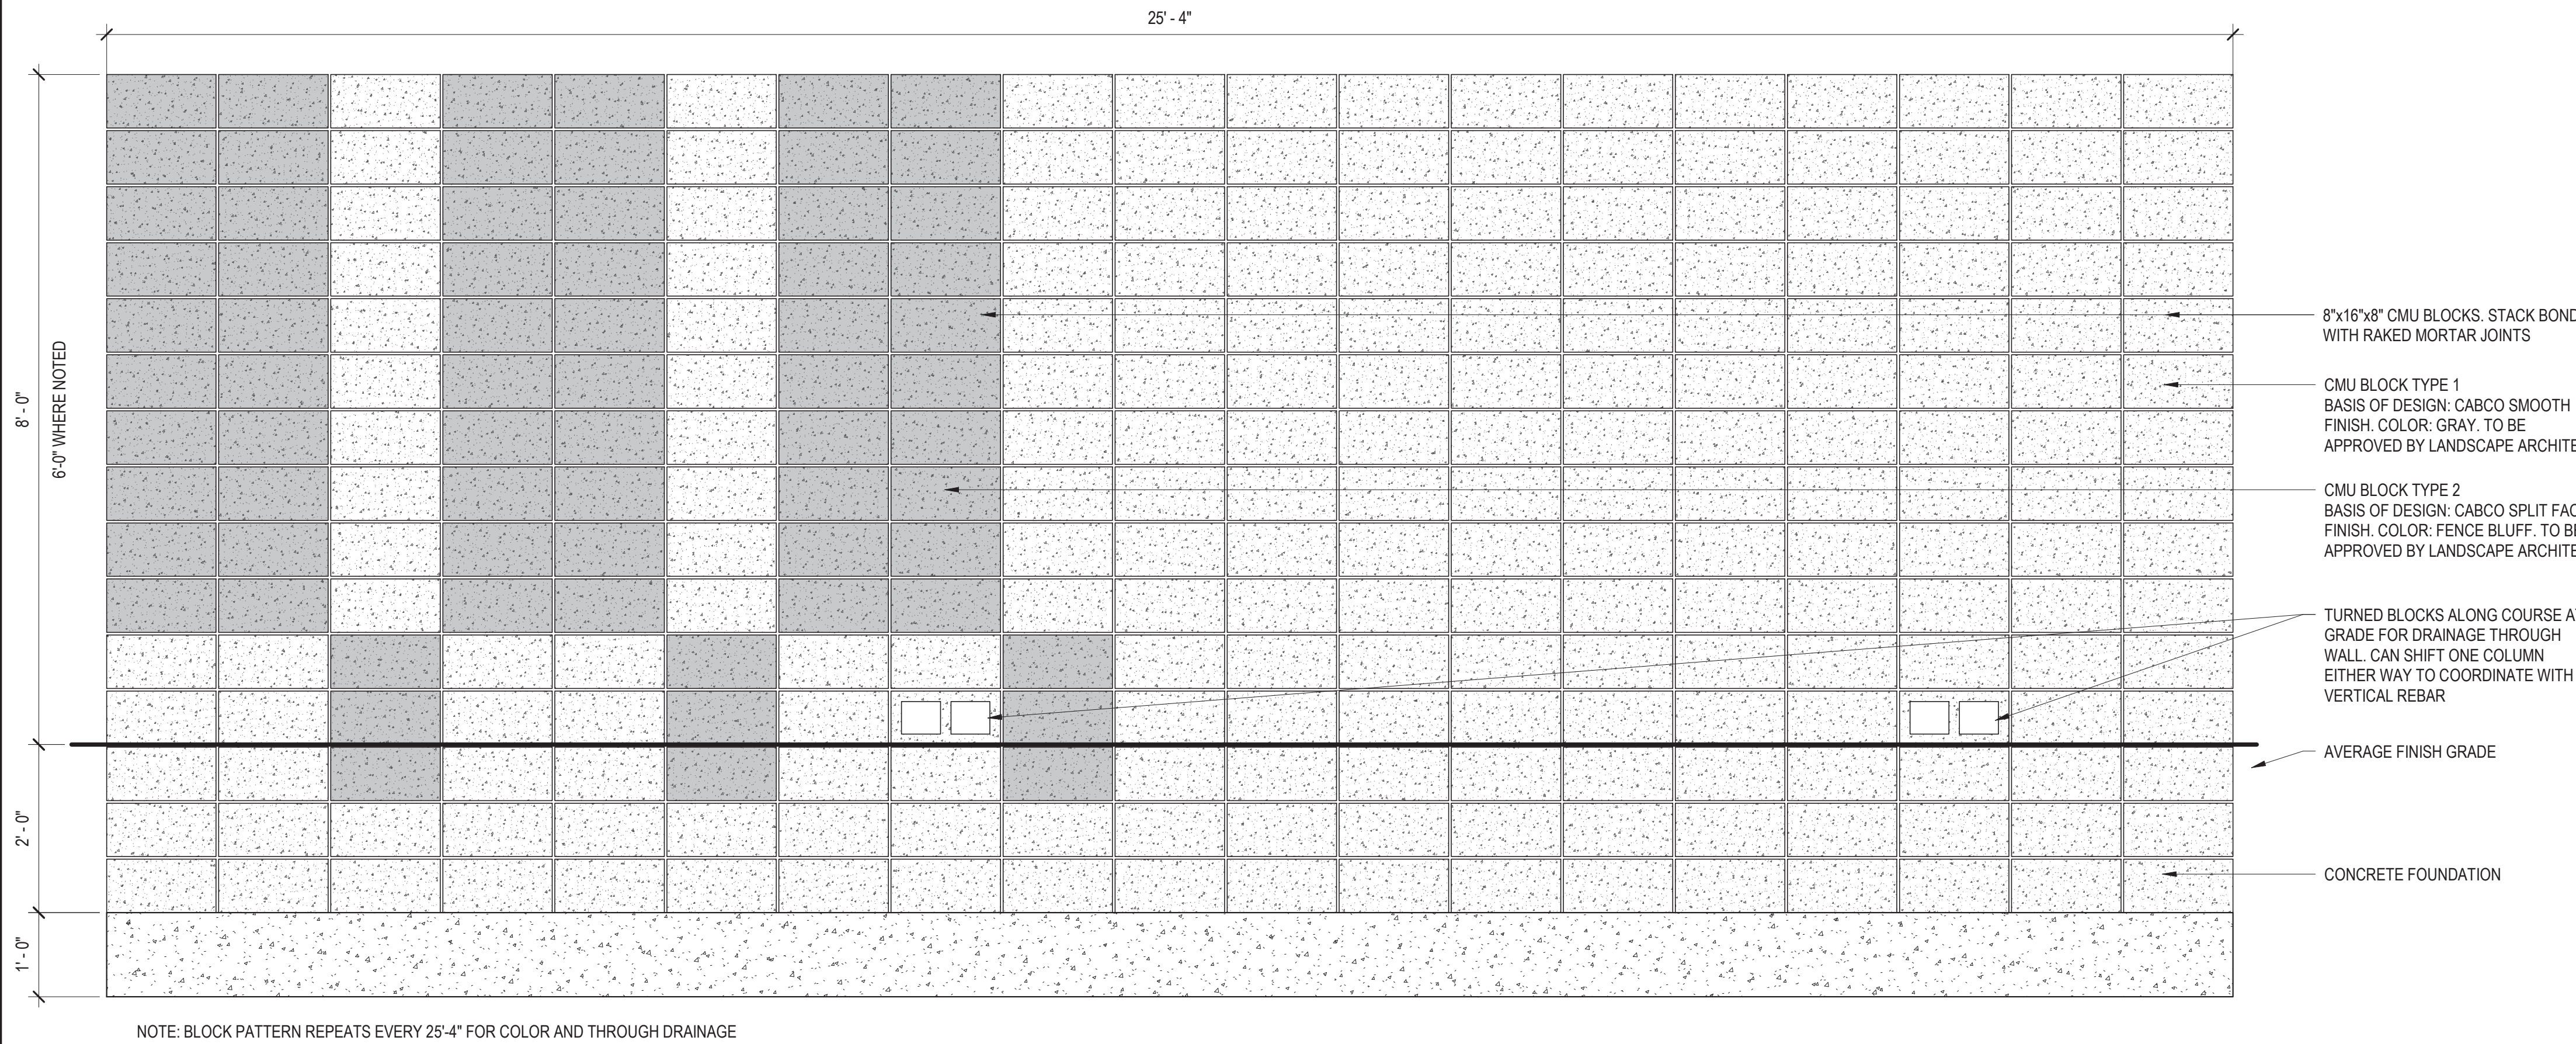 25' - 4"
8' - 0"
6'-0" WHERE NOTED
2' - 0"
1' - 0"
8"x16"x8" CMU BLOCKS. STACK BOND
WITH RAKED MORTAR JOINTS
CMU BLOCK TYPE 1
BASIS OF DESIGN: CABCO SMOOTH
FINISH. COLOR: GRAY. TO BE
APPROVED BY LANDSCAPE ARCHITE
CMU BLOCK TYPE 2
BASIS OF DESIGN: CABCO SPLIT FAC
FINISH. COLOR: FENCE BLUFF. TO BE
APPROVED BY LANDSCAPE ARCHITE
TURNED BLOCKS ALONG COURSE A
GRADE FOR DRAINAGE THROUGH
WALL. CAN SHIFT ONE COLUMN
EITHER WAY TO COORDINATE WITH
VERTICAL REBAR
AVERAGE FINISH GRADE
CONCRETE FOUNDATION
NOTE: BLOCK PATTERN REPEATS EVERY 25'-4" FOR COLOR AND THROUGH DRAINAGE